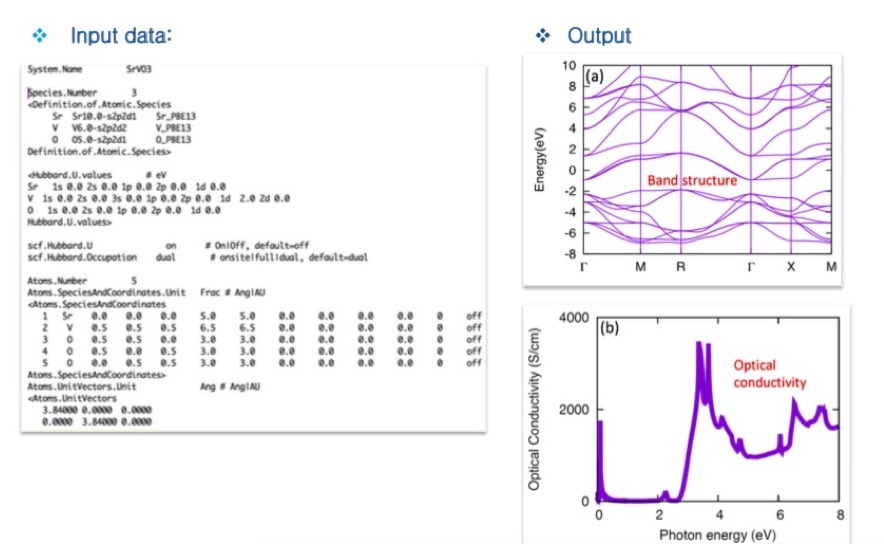 ❖ Input data:
System.Name SrVO3
Species.Number 3
<Definition.of.Atomic.Species
Sr Sr10.0-s2p2d1 Sr_PBE13
V V6.0-s2p2d2 V_PBE13
O O5.0-s2p2d1 O_PBE13
Definition.of.Atomic.Species>
<Hubbard.U.values # eV
Sr 1s 0.0 2s 0.0 1p 0.0 2p 0.0 1d 0.0
V 1s 0.0 2s 0.0 3s 0.0 1p 0.0 2p 0.0 1d 2.0 2d 0.0
O 1s 0.0 2s 0.0 1p 0.0 2p 0.0 1d 0.0
Hubbard.U.values>
scf.Hubbard.U on # On|Off, default=off
scf.Hubbard.Occupation dual # onsite|full|dual, default=dual
Atoms.Number 5
Atoms.SpeciesAndCoordinates.Unit Frac # Ang|AU
<Atoms.SpeciesAndCoordinates
1 Sr 0.0 0.0 0.0 5.0 5.0 0.0 0.0 0.0 0.0 0 off
2 V 0.5 0.5 0.5 6.5 6.5 0.0 0.0 0.0 0.0 0 off
3 O 0.5 0.5 0.0 3.0 3.0 0.0 0.0 0.0 0.0 0 off
4 O 0.5 0.0 0.5 3.0 3.0 0.0 0.0 0.0 0.0 0 off
5 O 0.0 0.5 0.5 3.0 3.0 0.0 0.0 0.0 0.0 0 off
Atoms.SpeciesAndCoordinates>
Atoms.UnitVectors.Unit Ang # Ang|AU
<Atoms.UnitVectors
3.84000 0.0000 0.0000
0.0000 3.84000 0.0000
❖ Output
(a)
10
8
6
4
2
0
-2
-4
-6
-8
Energy(eV)
Band structure
Γ M R Γ X M
(b)
4000
2000
0
Optical Conductivity (S/cm)
Optical
conductivity
0 2 4 6 8
Photon energy (eV)